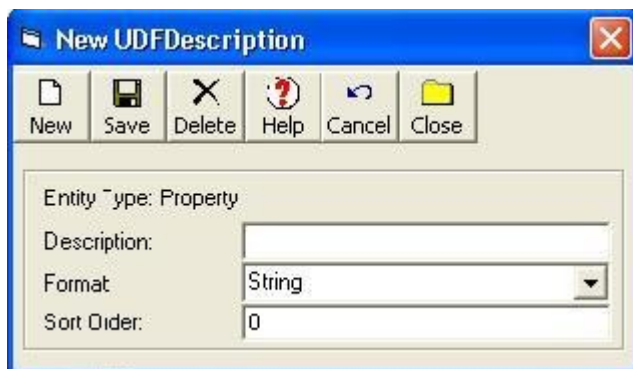 New UDFDescription
New Save Delete Help Cancel Close
Entity Type: Property
Description:
Format String
Sort Order: 0